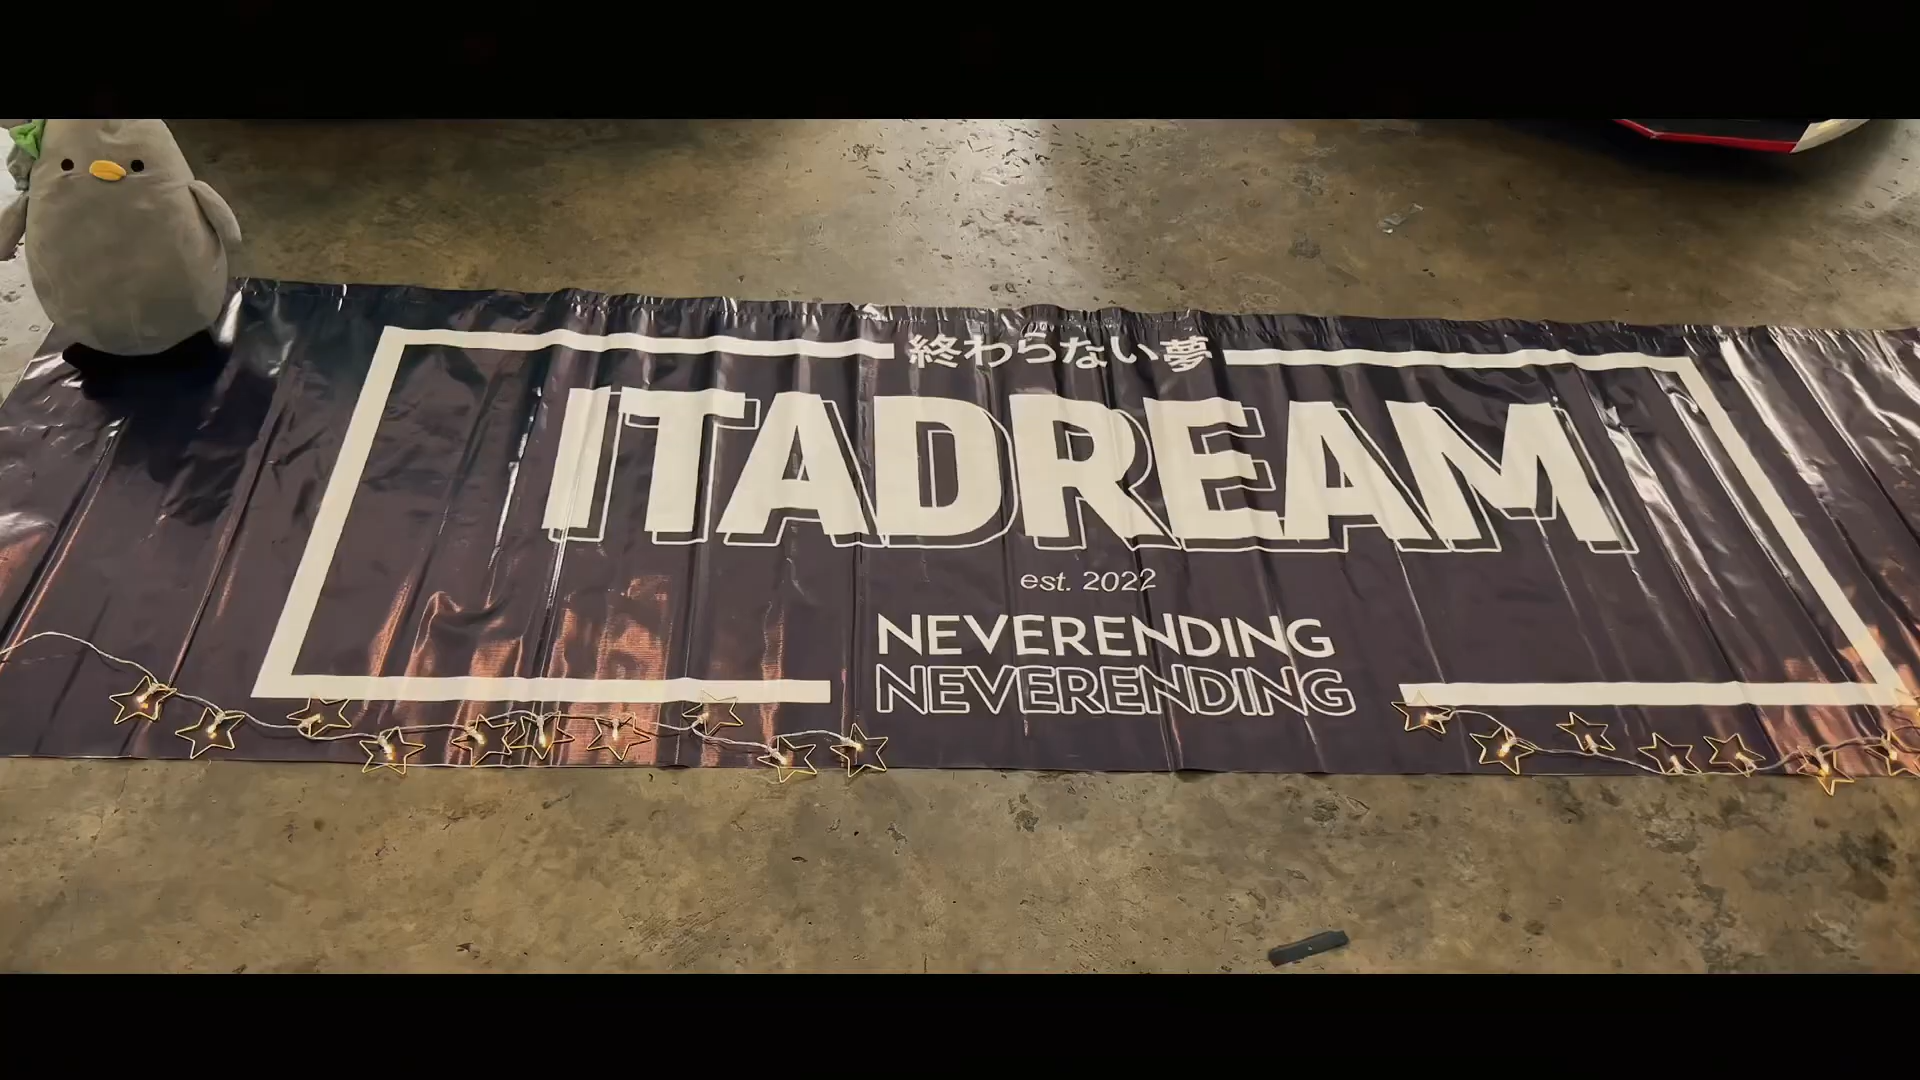 終わらない夢
ITADREAM
est. 2022
NEVERENDING
NEVERENDING